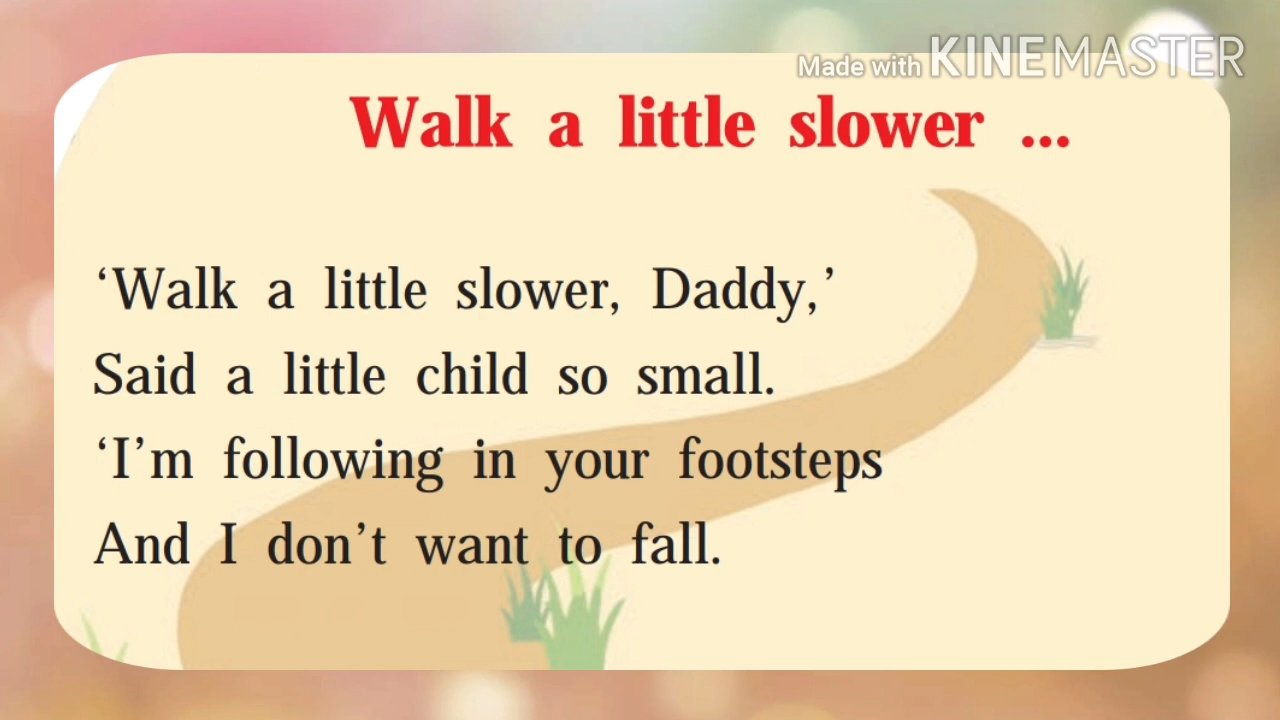 Made with KINEMASTER
Walk a little slower ...
‘Walk a little slower, Daddy,’
Said a little child so small.
‘I’m following in your footsteps
And I don’t want to fall.